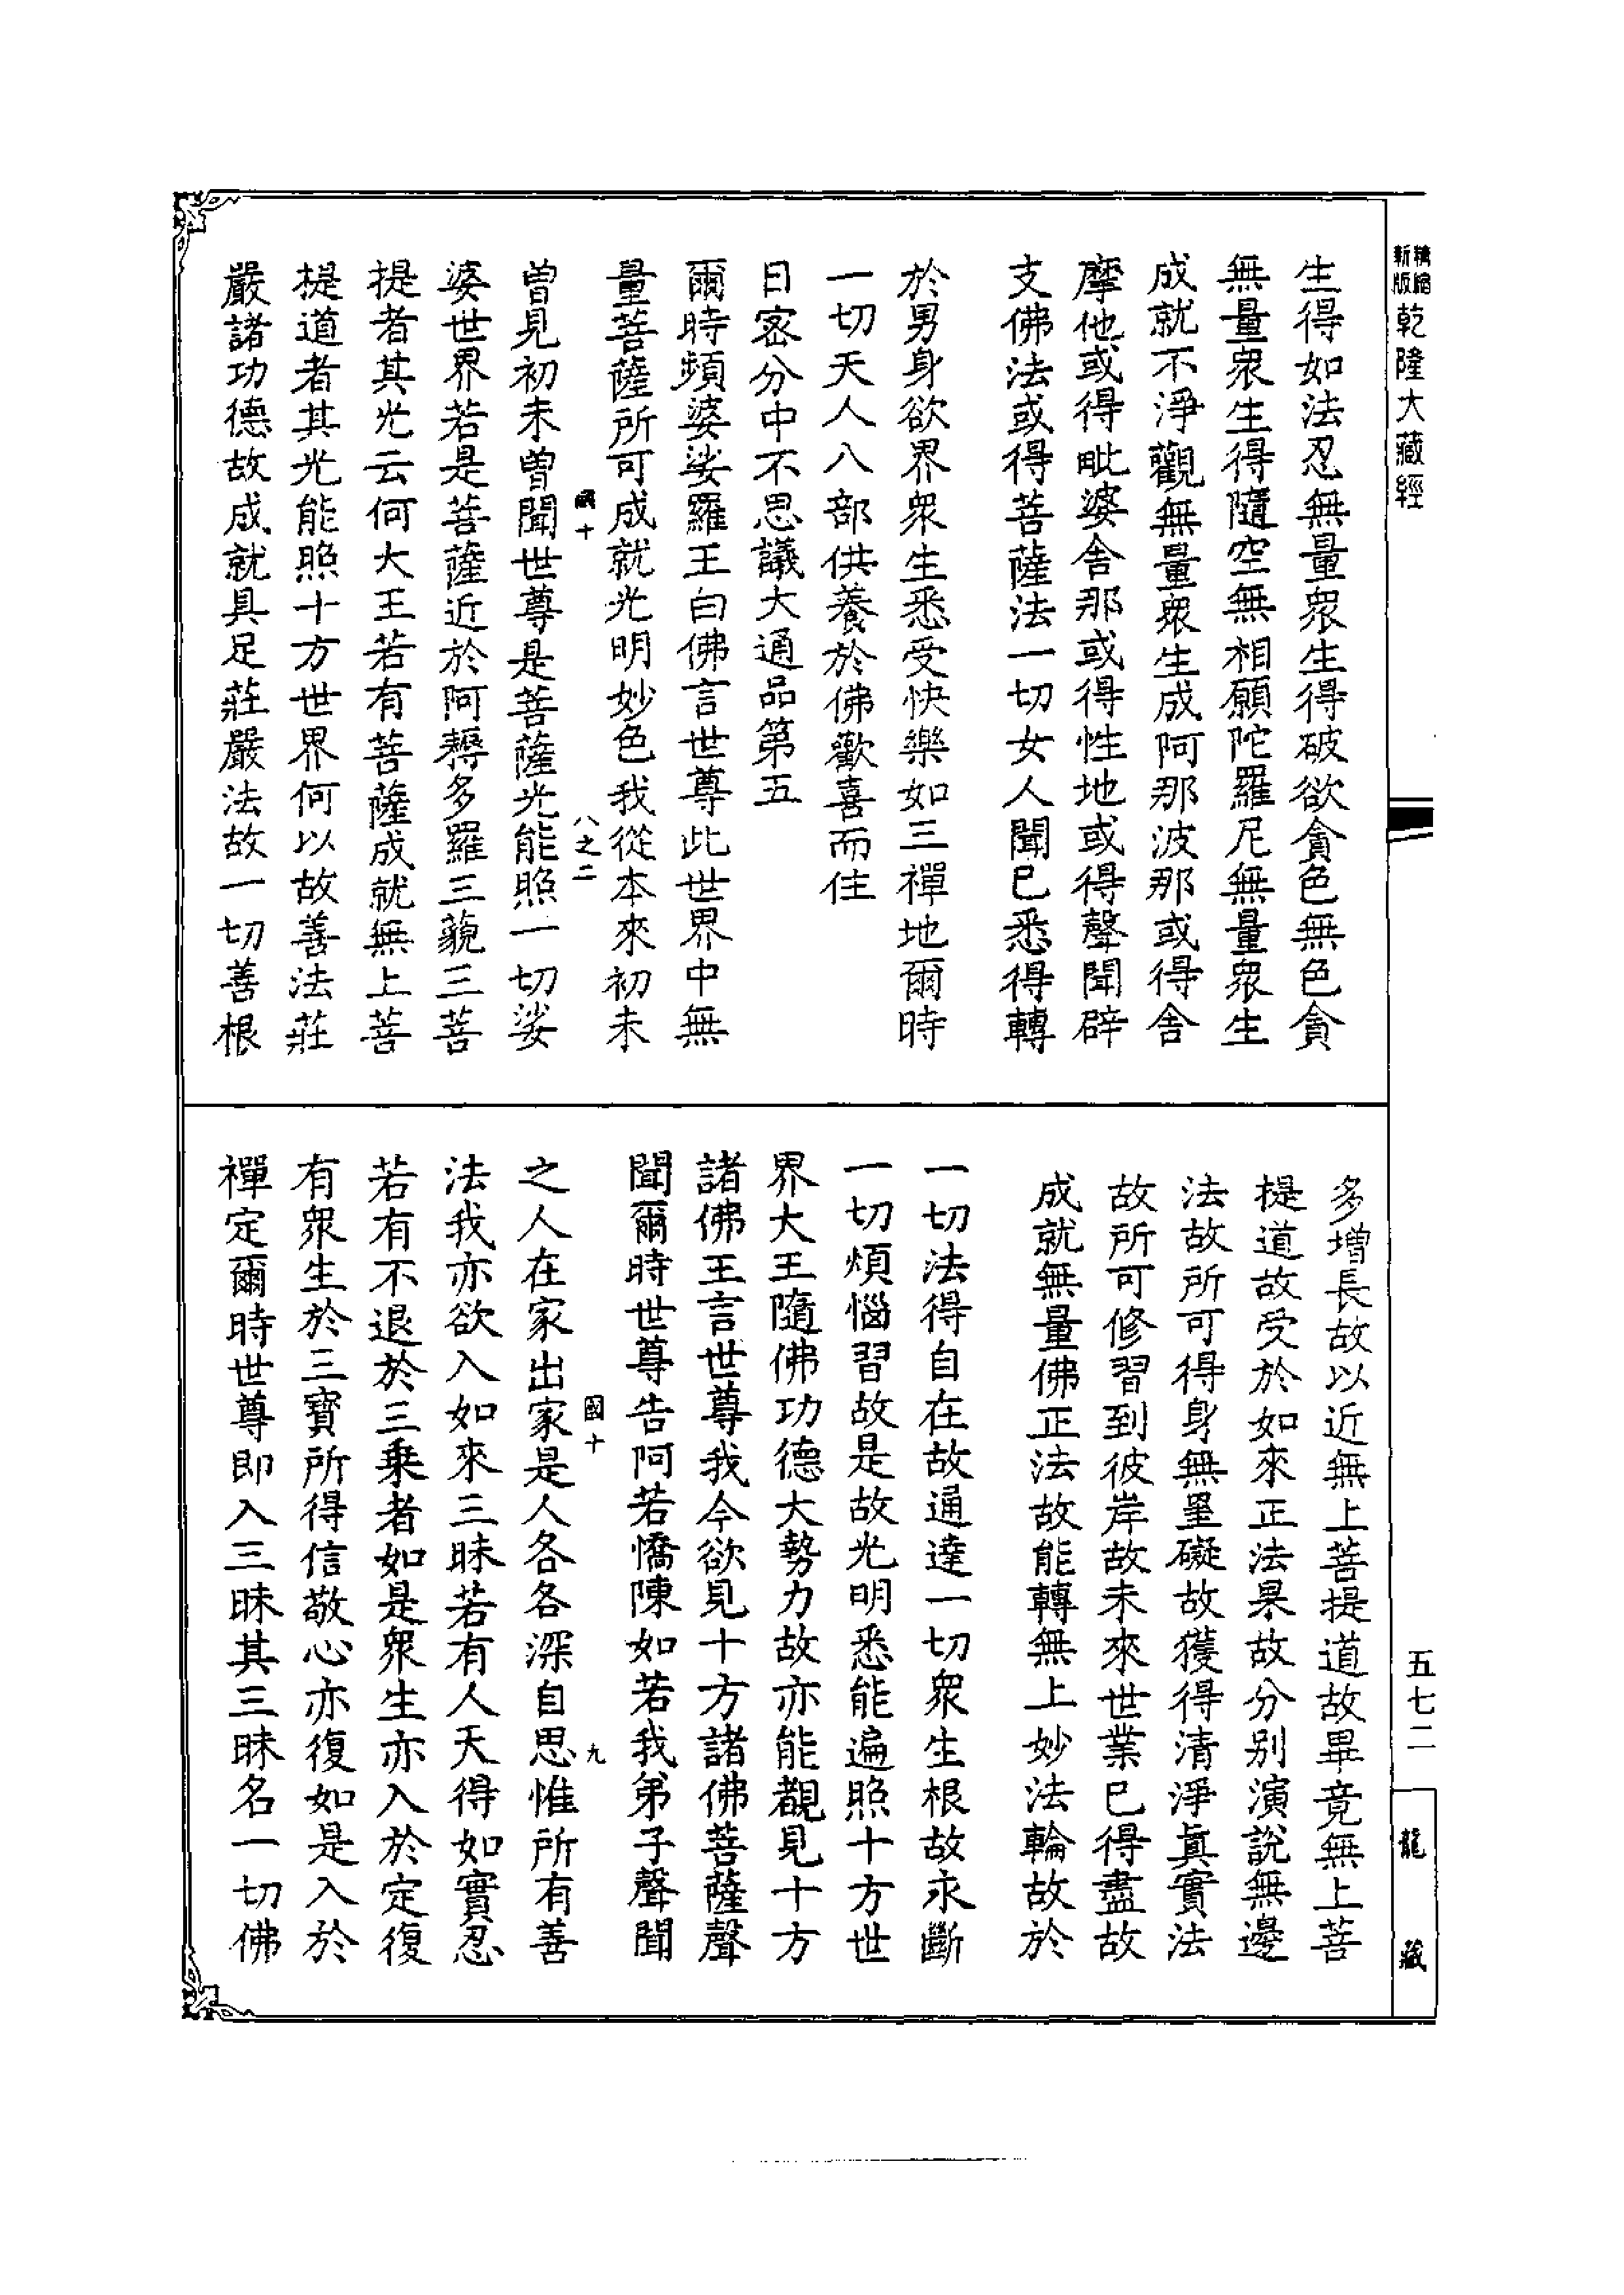 精縮
新版
乾隆大藏經
生得如法忍無量衆生得破欲貪色無色貪
無量衆生得隨空無相願陀羅尼無量衆生
成就不淨觀無量衆生成阿那波那或得舍
摩他或得毗婆舍那或得性地或得聲聞辟
支佛法或得菩薩法一切女人聞已悉得轉
於男身欲界衆生悉受快樂如三禪地爾時
一切天人八部供養於佛歡喜而住
日密分中不思議大通品第五
爾時頻婆娑羅王白佛言世尊此世界中無
量菩薩所可成就光明妙色我從本來初未
國十
八之二
曾見初未曾聞世尊是菩薩光能照一切娑
婆世界若是菩薩近於阿耨多羅三藐三菩
提者其光云何大王若有菩薩成就無上菩
提道者其光能照十方世界何以故善法莊
嚴諸功德故成就具足莊嚴法故一切善根
多增長故以近無上菩提道故畢竟無上菩
提道故受於如來正法果故分别演說無邊
法故所可得身無罣礙故獲得清淨眞實法
故所可修習到彼岸故未來世業已得盡故
成就無量佛正法故能轉無上妙法輪故於
一切法得自在故通達一切衆生根故永斷
一切煩惱習故是故光明悉能遍照十方世
界大王隨佛功德大勢力故亦能覩見十方
諸佛王言世尊我今欲見十方諸佛菩薩聲
聞爾時世尊告阿若憍陳如若我弟子聲聞
國十
九
之人在家出家是人各各深自思惟所有善
法我亦欲入如來三昧若有人天得如實忍
若有不退於三乗者如是衆生亦入於定復
有衆生於三寶所得信敬心亦復如是入於
禪定爾時世尊即入三昧其三昧名一切佛
五七二
龍藏